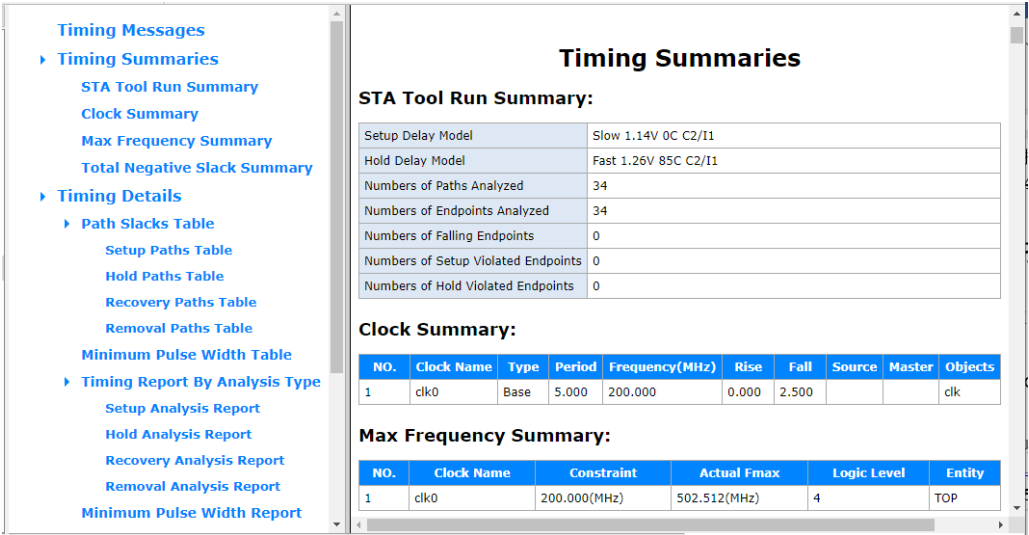 Timing Messages
Timing Summaries
STA Tool Run Summary
Clock Summary
Max Frequency Summary
Total Negative Slack Summary
Timing Details
Path Slacks Table
Setup Paths Table
Hold Paths Table
Recovery Paths Table
Removal Paths Table
Minimum Pulse Width Table
Timing Report By Analysis Type
Setup Analysis Report
Hold Analysis Report
Recovery Analysis Report
Removal Analysis Report
Minimum Pulse Width Report
Timing Summaries
STA Tool Run Summary:
Setup Delay Model Slow 1.14V 0C C2/I1
Hold Delay Model Fast 1.26V 85C C2/I1
Numbers of Paths Analyzed 34
Numbers of Endpoints Analyzed 34
Numbers of Falling Endpoints 0
Numbers of Setup Violated Endpoints 0
Numbers of Hold Violated Endpoints 0
Clock Summary:
NO. Clock Name Type Period Frequency(MHz) Rise Fall Source Master Objects
1 clk0 Base 5.000 200.000 0.000 2.500 clk
Max Frequency Summary:
NO. Clock Name Constraint Actual Fmax Logic Level Entity
1 clk0 200.000(MHz) 502.512(MHz) 4 TOP